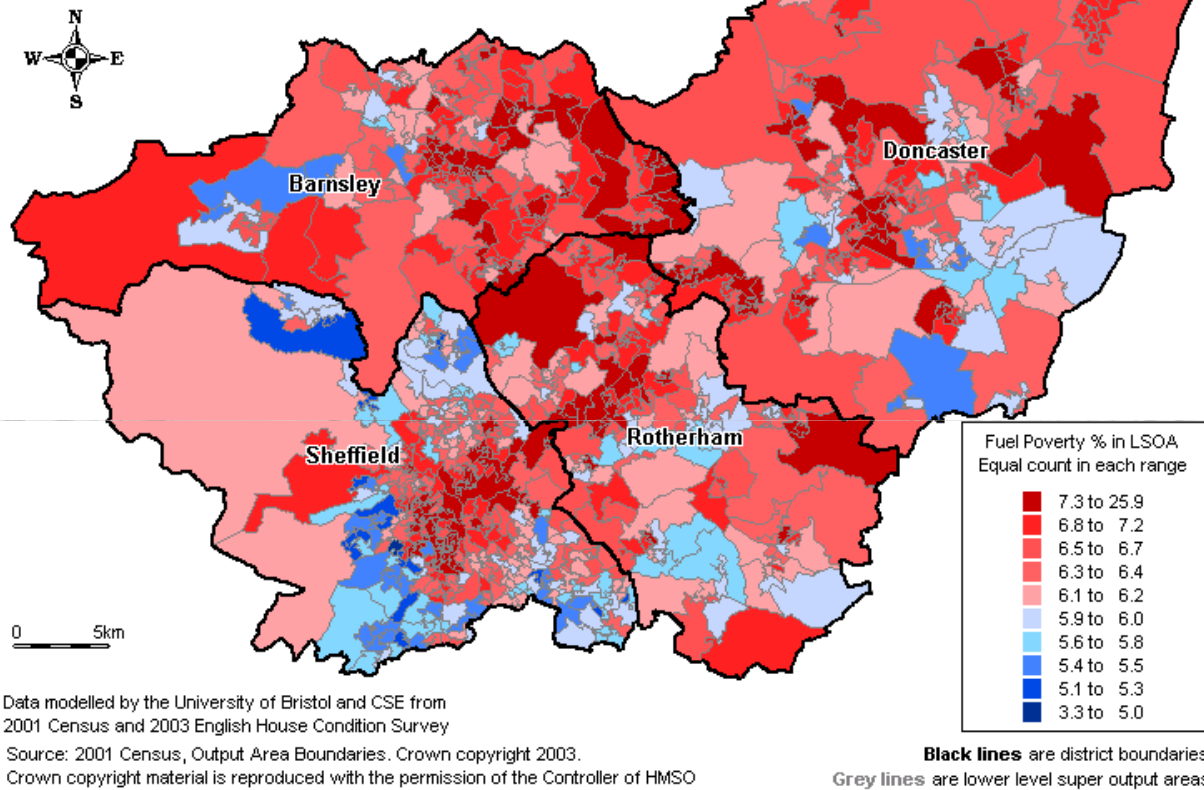 N
W E
S
Barnsley
Doncaster
Sheffield
Rotherham
Fuel Poverty % in LSOA
Equal count in each range
7.3 to 25.9
6.8 to 7.2
6.5 to 6.7
6.3 to 6.4
6.1 to 6.2
5.9 to 6.0
5.6 to 5.8
5.4 to 5.5
5.1 to 5.3
3.3 to 5.0
0 5km
Data modelled by the University of Bristol and CSE from
2001 Census and 2003 English House Condition Survey
Source: 2001 Census, Output Area Boundaries. Crown copyright 2003.
Crown copyright material is reproduced with the permission of the Controller of HMSO
Black lines are district boundaries
Grey lines are lower level super output areas